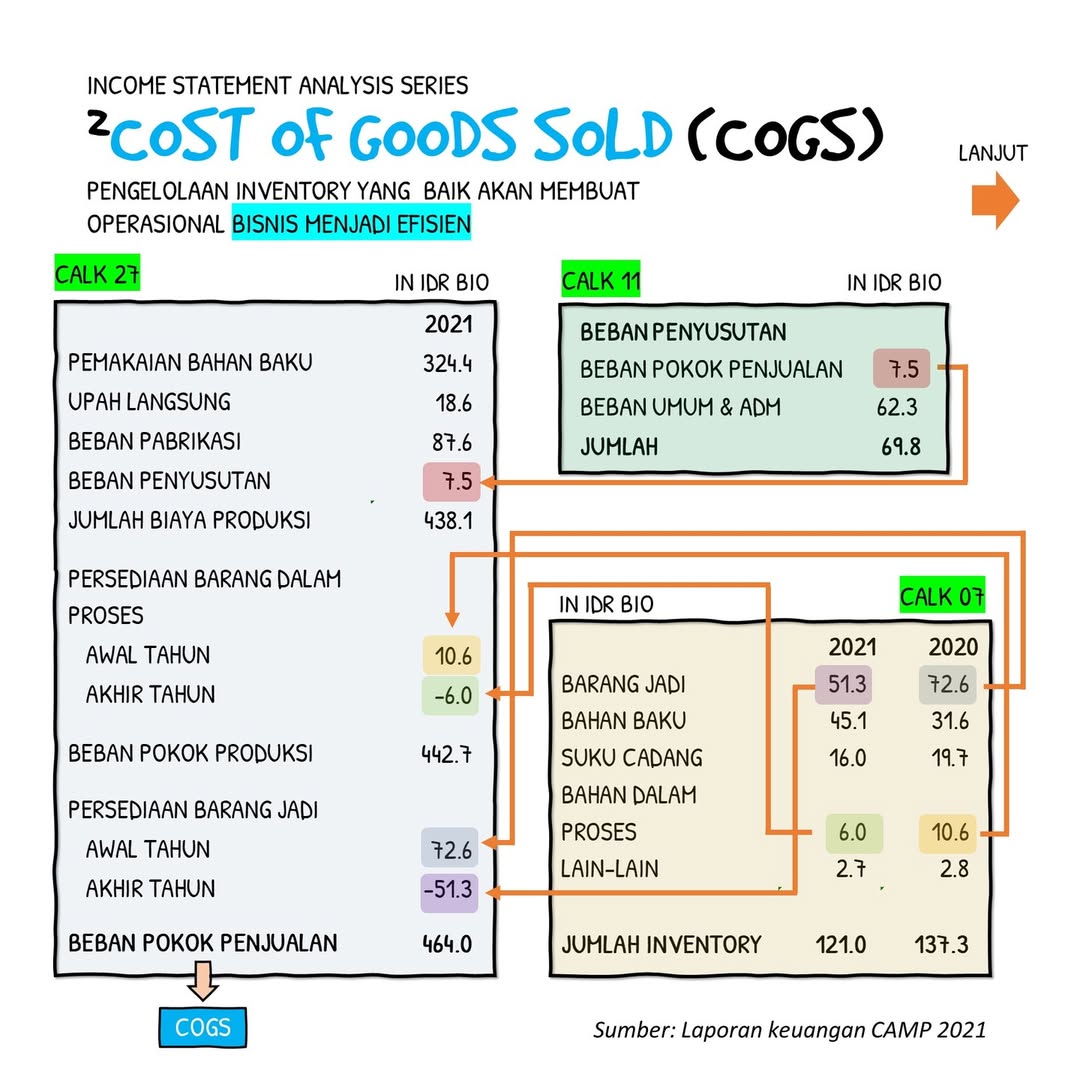 INCOME STATEMENT ANALYSIS SERIES
²COST OF GOODS SOLD (COGS)
LANJUT
PENGELOLAAN INVENTORY YANG BAIK AKAN MEMBUAT
OPERASIONAL BISNIS MENJADI EFISIEN
CALK 27 IN IDR BIO
2021
PEMAKAIAN BAHAN BAKU 324.4
UPAH LANGSUNG 18.6
BEBAN PABRIKASI 87.6
BEBAN PENYUSUTAN 7.5
JUMLAH BIAYA PRODUKSI 438.1
PERSEDIAAN BARANG DALAM
PROSES
AWAL TAHUN 10.6
AKHIR TAHUN -6.0
BEBAN POKOK PRODUKSI 442.7
PERSEDIAAN BARANG JADI
AWAL TAHUN 72.6
AKHIR TAHUN -51.3
BEBAN POKOK PENJUALAN 464.0
COGS
CALK 11 IN IDR BIO
BEBAN PENYUSUTAN
BEBAN POKOK PENJUALAN 7.5
BEBAN UMUM & ADM 62.3
JUMLAH 69.8
IN IDR BIO CALK 07
2021 2020
BARANG JADI 51.3 72.6
BAHAN BAKU 45.1 31.6
SUKU CADANG 16.0 19.7
BAHAN DALAM
PROSES 6.0 10.6
LAIN-LAIN 2.7 2.8
JUMLAH INVENTORY 121.0 137.3
Sumber: Laporan keuangan CAMP 2021